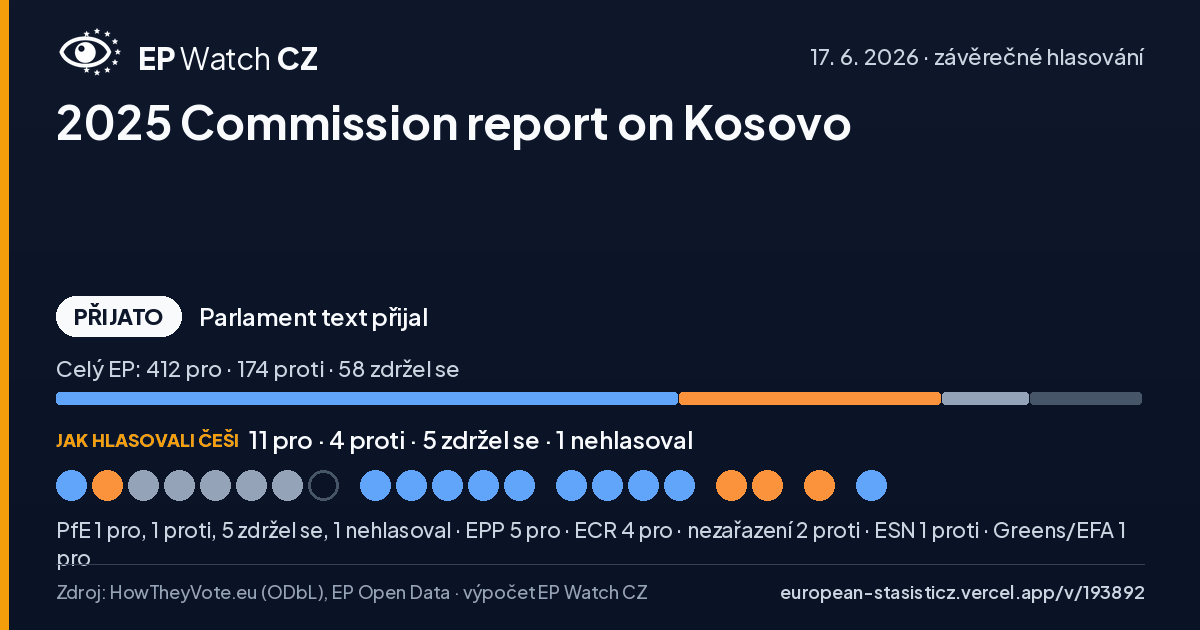 EP Watch CZ
17. 6. 2026 · závěrečné hlasování
2025 Commission report on Kosovo
PŘIJATO Parlament text přijal
Celý EP: 412 pro · 174 proti · 58 zdržel se
JAK HLASOVALI ČEŠI 11 pro · 4 proti · 5 zdržel se · 1 nehlasoval
PfE 1 pro, 1 proti, 5 zdržel se, 1 nehlasoval · EPP 5 pro · ECR 4 pro · nezařazení 2 proti · ESN 1 proti · Greens/EFA 1
pro
Zdroj: HowTheyVote.eu (ODbL), EP Open Data · výpočet EP Watch CZ
european-stasisticz.vercel.app/v/193892